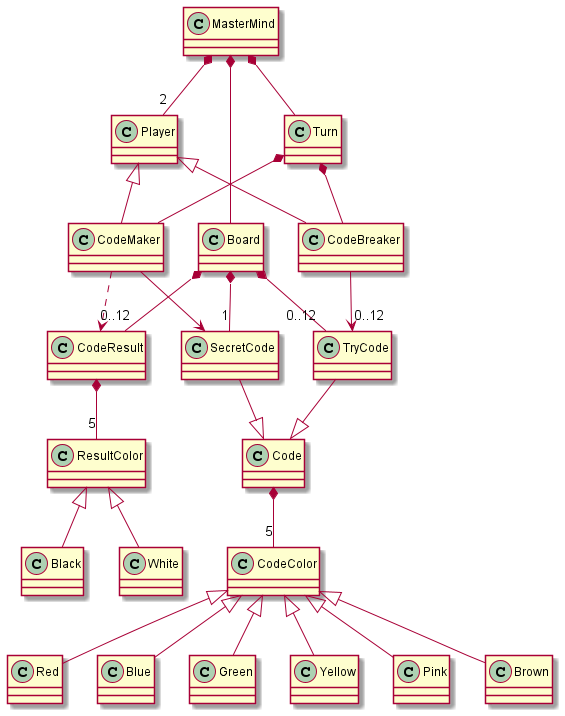 C MasterMind
2
C Player
C Turn
C CodeMaker
C Board
C CodeBreaker
0..12
1
0..12
0..12
C CodeResult
C SecretCode
C TryCode
5
C ResultColor
C Code
5
C Black
C White
C CodeColor
C Red
C Blue
C Green
C Yellow
C Pink
C Brown